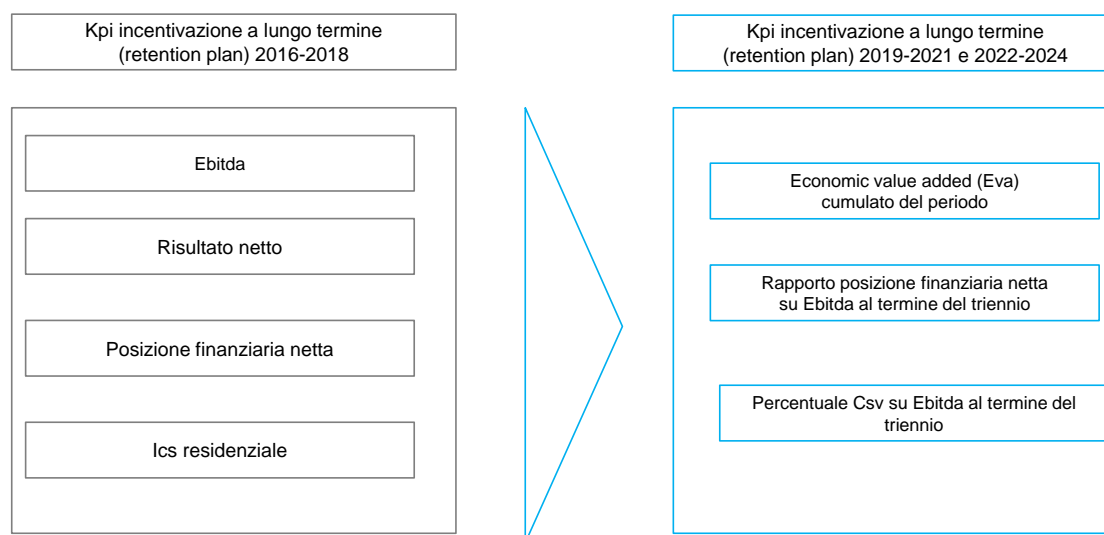 Kpi incentivazione a lungo termine
(retention plan) 2016-2018
Ebitda
Risultato netto
Posizione finanziaria netta
Ics residenziale
Kpi incentivazione a lungo termine
(retention plan) 2019-2021 e 2022-2024
Economic value added (Eva)
cumulato del periodo
Rapporto posizione finanziaria netta
su Ebitda al termine del triennio
Percentuale Csv su Ebitda al termine del
triennio